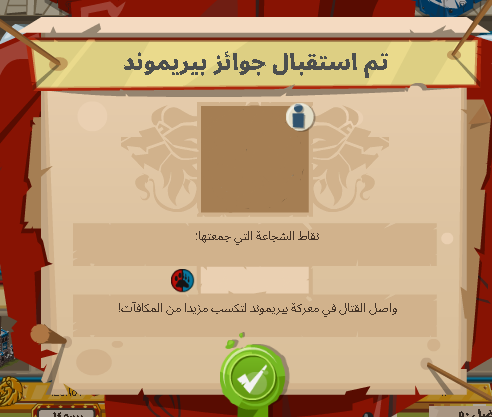 تم استقبال جوائز بيريموند
نقاط الشجاعة التي جمعتها:
واصل القتال في معركة بيريموند لتكسب مزيدا من المكافآت!